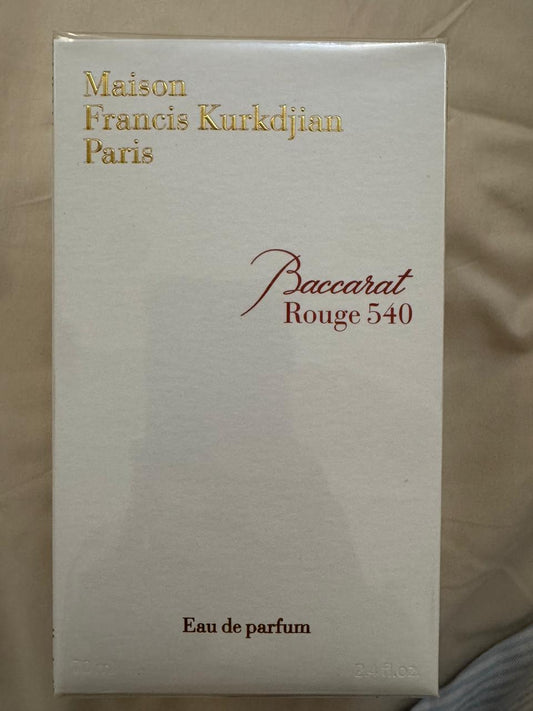 Maison
Francis Kurkdjian
Paris
Baccarat
Rouge 540
Eau de parfum
2.4 fl.oz.